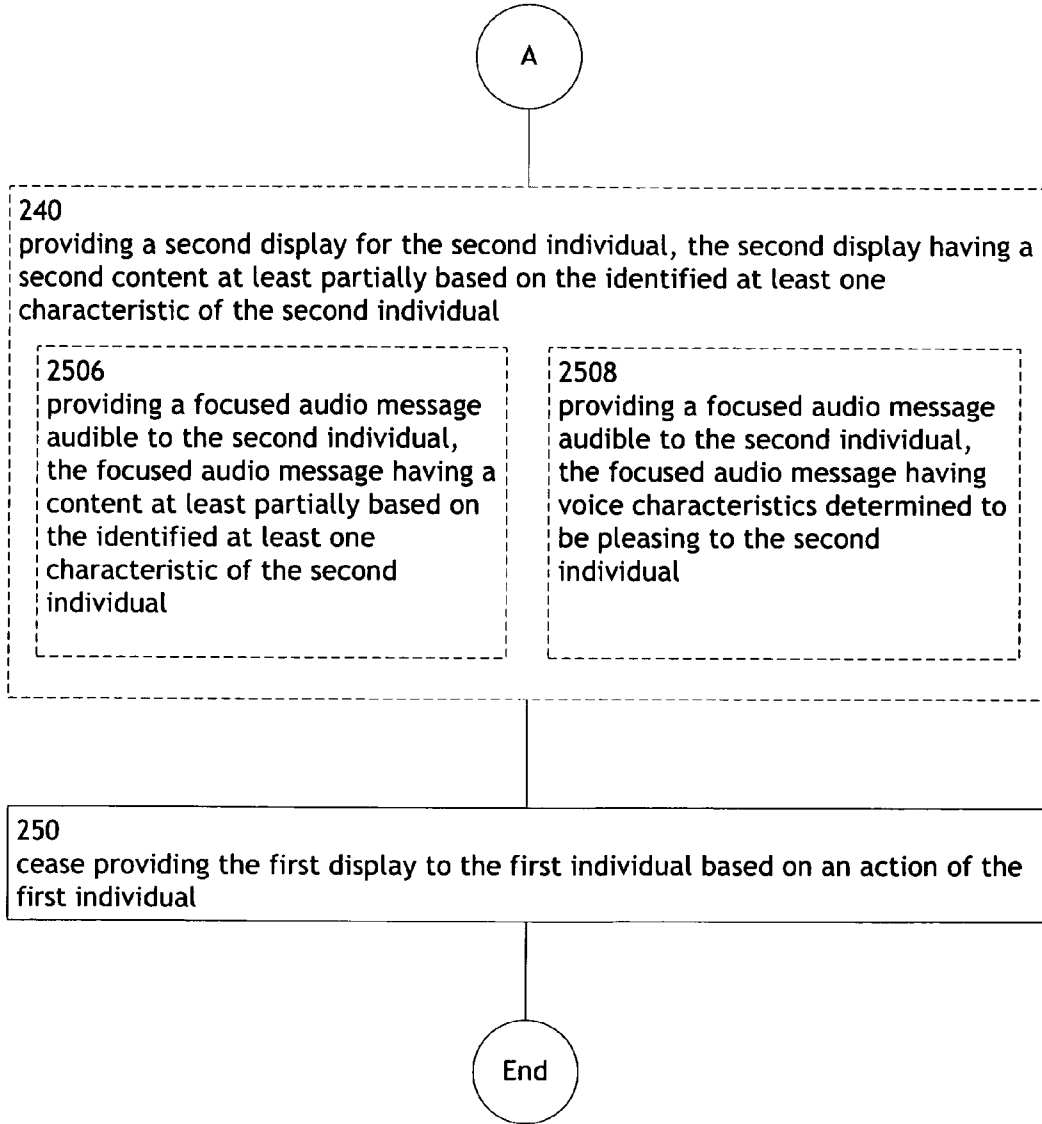 A
240
providing a second display for the second individual, the second display having a
second content at least partially based on the identified at least one
characteristic of the second individual
2506
providing a focused audio message
audible to the second individual,
the focused audio message having a
content at least partially based on
the identified at least one
characteristic of the second
individual
2508
providing a focused audio message
audible to the second individual,
the focused audio message having
voice characteristics determined to
be pleasing to the second
individual
250
cease providing the first display to the first individual based on an action of the
first individual
End